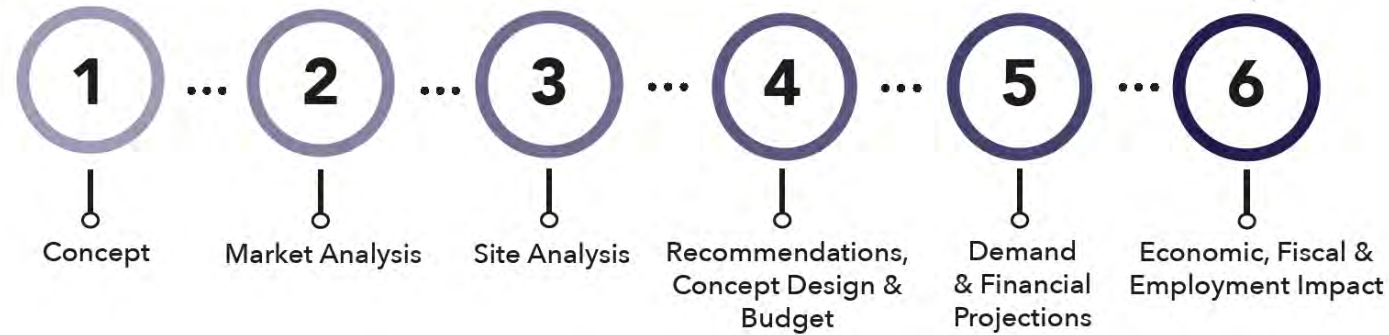 1 ... 2 ... 3 ... 4 ... 5 ... 6
Concept
Market Analysis
Site Analysis
Recommendations,
Concept Design &
Budget
Demand
& Financial
Projections
Economic, Fiscal &
Employment Impact